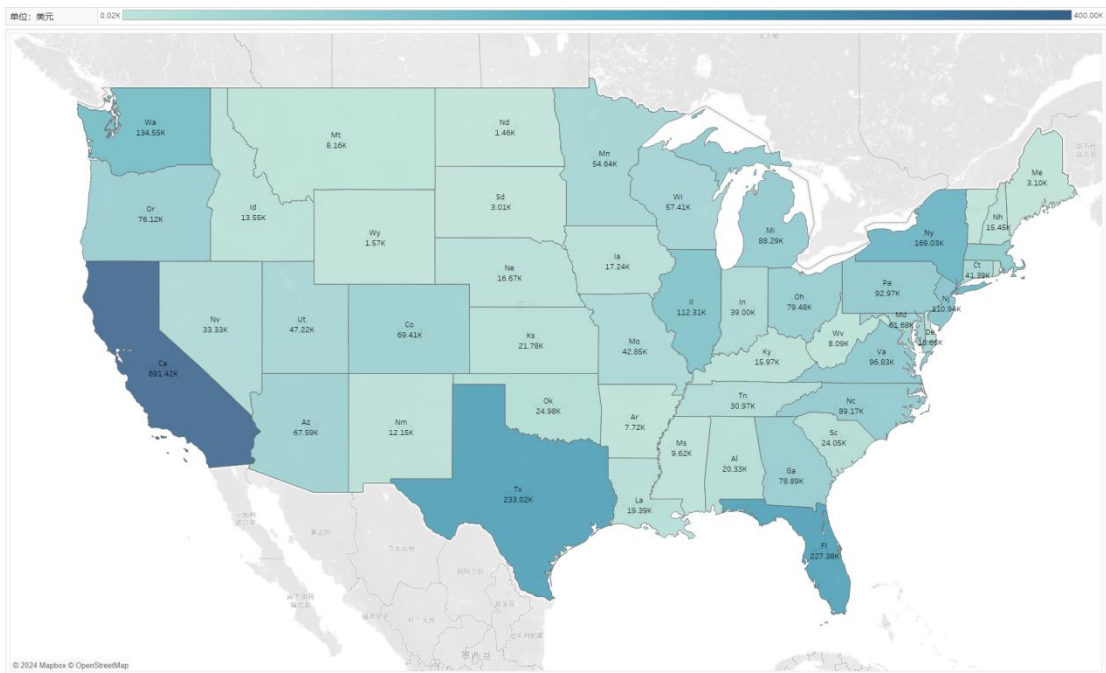 单位：美元
0.02K
400.00K
Wa
134.55K
Mt
8.16K
Nd
1.46K
Mn
54.64K
Me
3.10K
Or
76.12K
Id
13.55K
Wy
1.57K
Sd
3.01K
Wi
57.41K
Mi
88.29K
Ny
169.03K
Nh
15.45K
Ia
17.24K
Ne
16.67K
Ct
41.39K
Pa
92.97K
Nj
110.94K
Nv
33.33K
Ut
47.22K
Co
69.41K
Il
112.31K
In
39.00K
Oh
79.48K
Md
61.68K
De
Wv
8.09K
Ks
21.78K
Mo
42.85K
Ky
15.97K
Va
96.83K
Ca
691.42K
Az
67.59K
Nm
12.15K
Ok
24.98K
Ar
7.72K
Tn
30.97K
Nc
89.17K
Sc
24.05K
Ms
9.62K
Al
20.33K
Ga
78.89K
Tx
233.02K
La
19.39K
Fl
227.38K
墨西哥
© 2024 Mapbox © OpenStreetMap